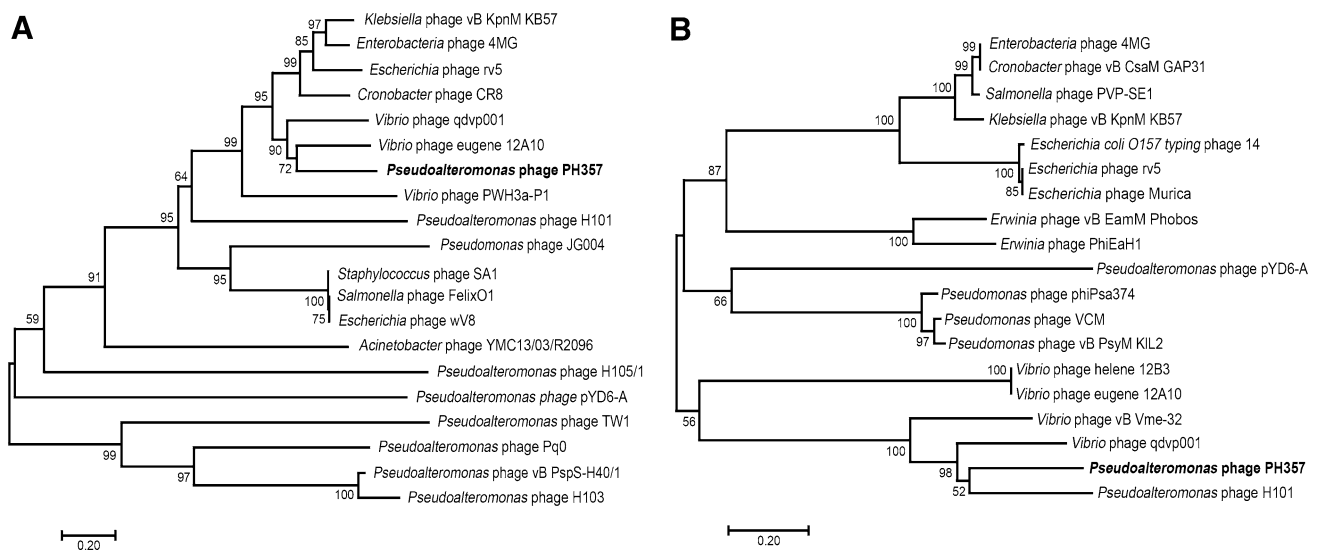 A
97
Klebsiella phage vB KpnM KB57
85
Enterobacteria phage 4MG
99
Escherichia phage rv5
95
Cronobacter phage CR8
Vibrio phage qdvp001
99
90
Vibrio phage eugene 12A10
72
Pseudoalteromonas phage PH357
64
Vibrio phage PWH3a-P1
95
Pseudoalteromonas phage H101
Pseudomonas phage JG004
95
91
Staphylococcus phage SA1
100
Salmonella phage FelixO1
75
Escherichia phage wV8
59
Acinetobacter phage YMC13/03/R2096
Pseudoalteromonas phage H105/1
Pseudoalteromonas phage pYD6-A
Pseudoalteromonas phage TW1
99
Pseudoalteromonas phage Pq0
97
Pseudoalteromonas phage vB PspS-H40/1
100
Pseudoalteromonas phage H103
0.20
B
99
Enterobacteria phage 4MG
99
Cronobacter phage vB CsaM GAP31
100
Salmonella phage PVP-SE1
Klebsiella phage vB KpnM KB57
100
Escherichia coli O157 typing phage 14
100
Escherichia phage rv5
85
Escherichia phage Murica
87
Erwinia phage vB EamM Phobos
100
Erwinia phage PhiEaH1
Pseudoalteromonas phage pYD6-A
66
Pseudomonas phage phiPsa374
100
Pseudomonas phage VCM
97
Pseudomonas phage vB PsyM KIL2
100
Vibrio phage helene 12B3
Vibrio phage eugene 12A10
56
Vibrio phage vB Vme-32
100
Vibrio phage qdvp001
98
Pseudoalteromonas phage PH357
52
Pseudoalteromonas phage H101
0.20